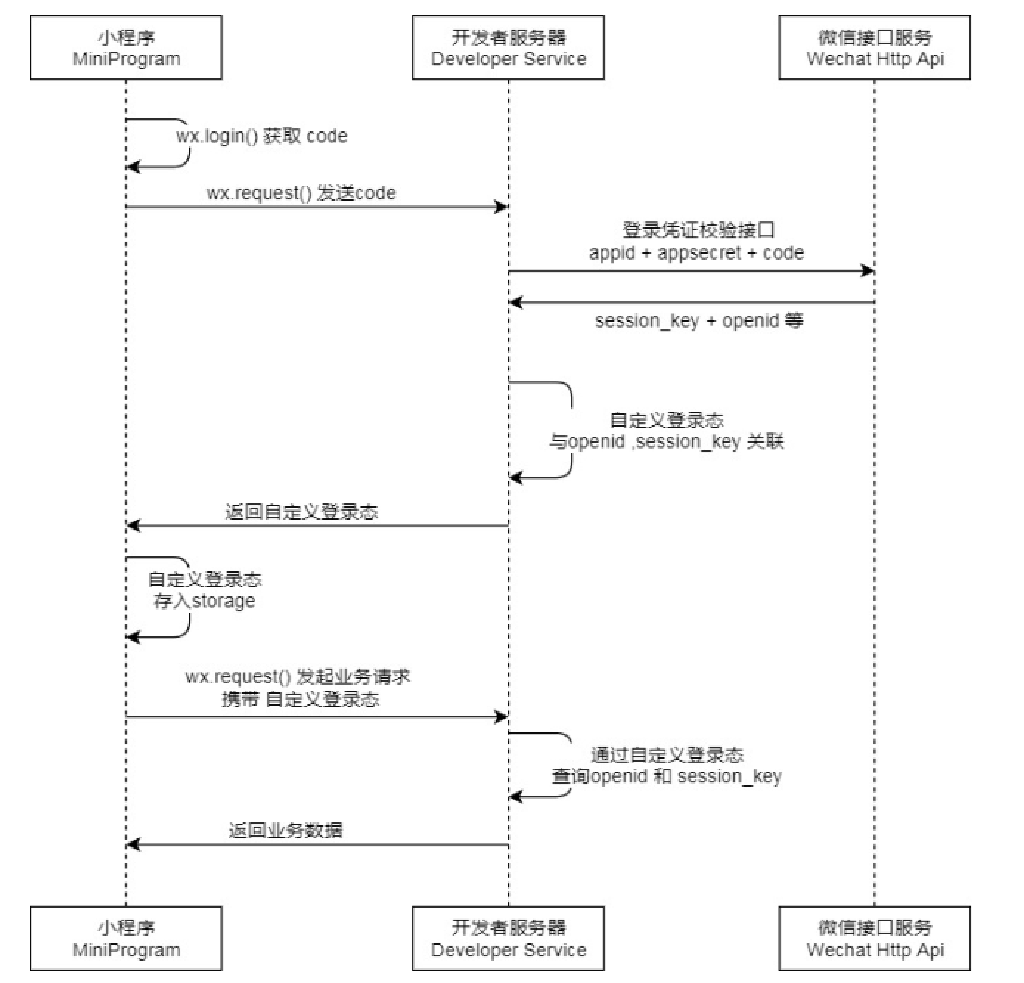 小程序
MiniProgram
开发者服务器
Developer Service
微信接口服务
Wechat Http Api
wx.login() 获取 code
wx.request() 发送code
登录凭证校验接口
appid + appsecret + code
session_key + openid 等
自定义登录态
与openid ,session_key 关联
返回自定义登录态
自定义登录态
存入storage
wx.request() 发起业务请求
携带 自定义登录态
通过自定义登录态
查询openid 和 session_key
返回业务数据
小程序
MiniProgram
开发者服务器
Developer Service
微信接口服务
Wechat Http Api